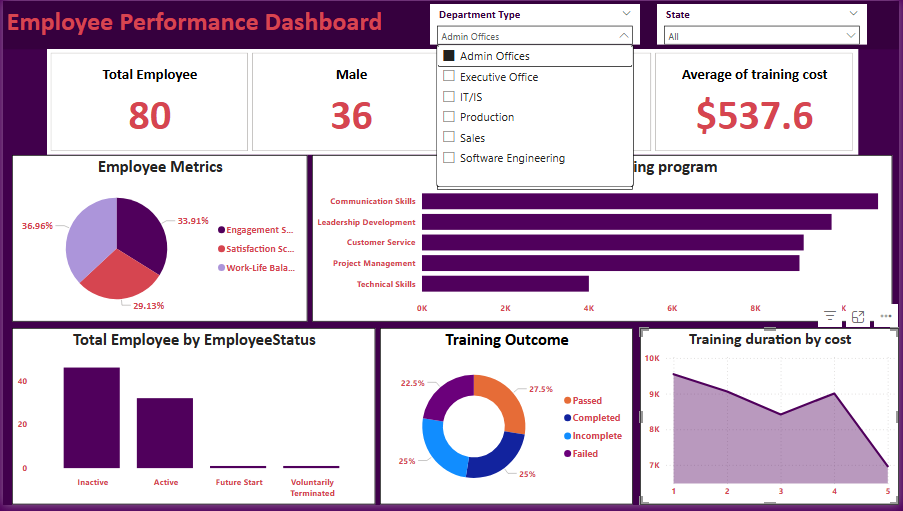 Employee Performance Dashboard
Department Type
Admin Offices
State
All
Admin Offices
Executive Office
IT/IS
Production
Sales
Software Engineering
Total Employee
80
Male
36
Average of training cost
$537.6
Employee Metrics
36.96%
33.91%
29.13%
Engagement S...
Satisfaction Sc...
Work-Life Bala...
program
Communication Skills
Leadership Development
Customer Service
Project Management
Technical Skills
0K
2K
4K
6K
8K
K
Total Employee by EmployeeStatus
40
20
0
Inactive
Active
Future Start
Voluntarily
Terminated
Training Outcome
22.5%
27.5%
25%
25%
Passed
Completed
Incomplete
Failed
Training duration by cost
10K
9K
8K
7K
1
2
3
4
5